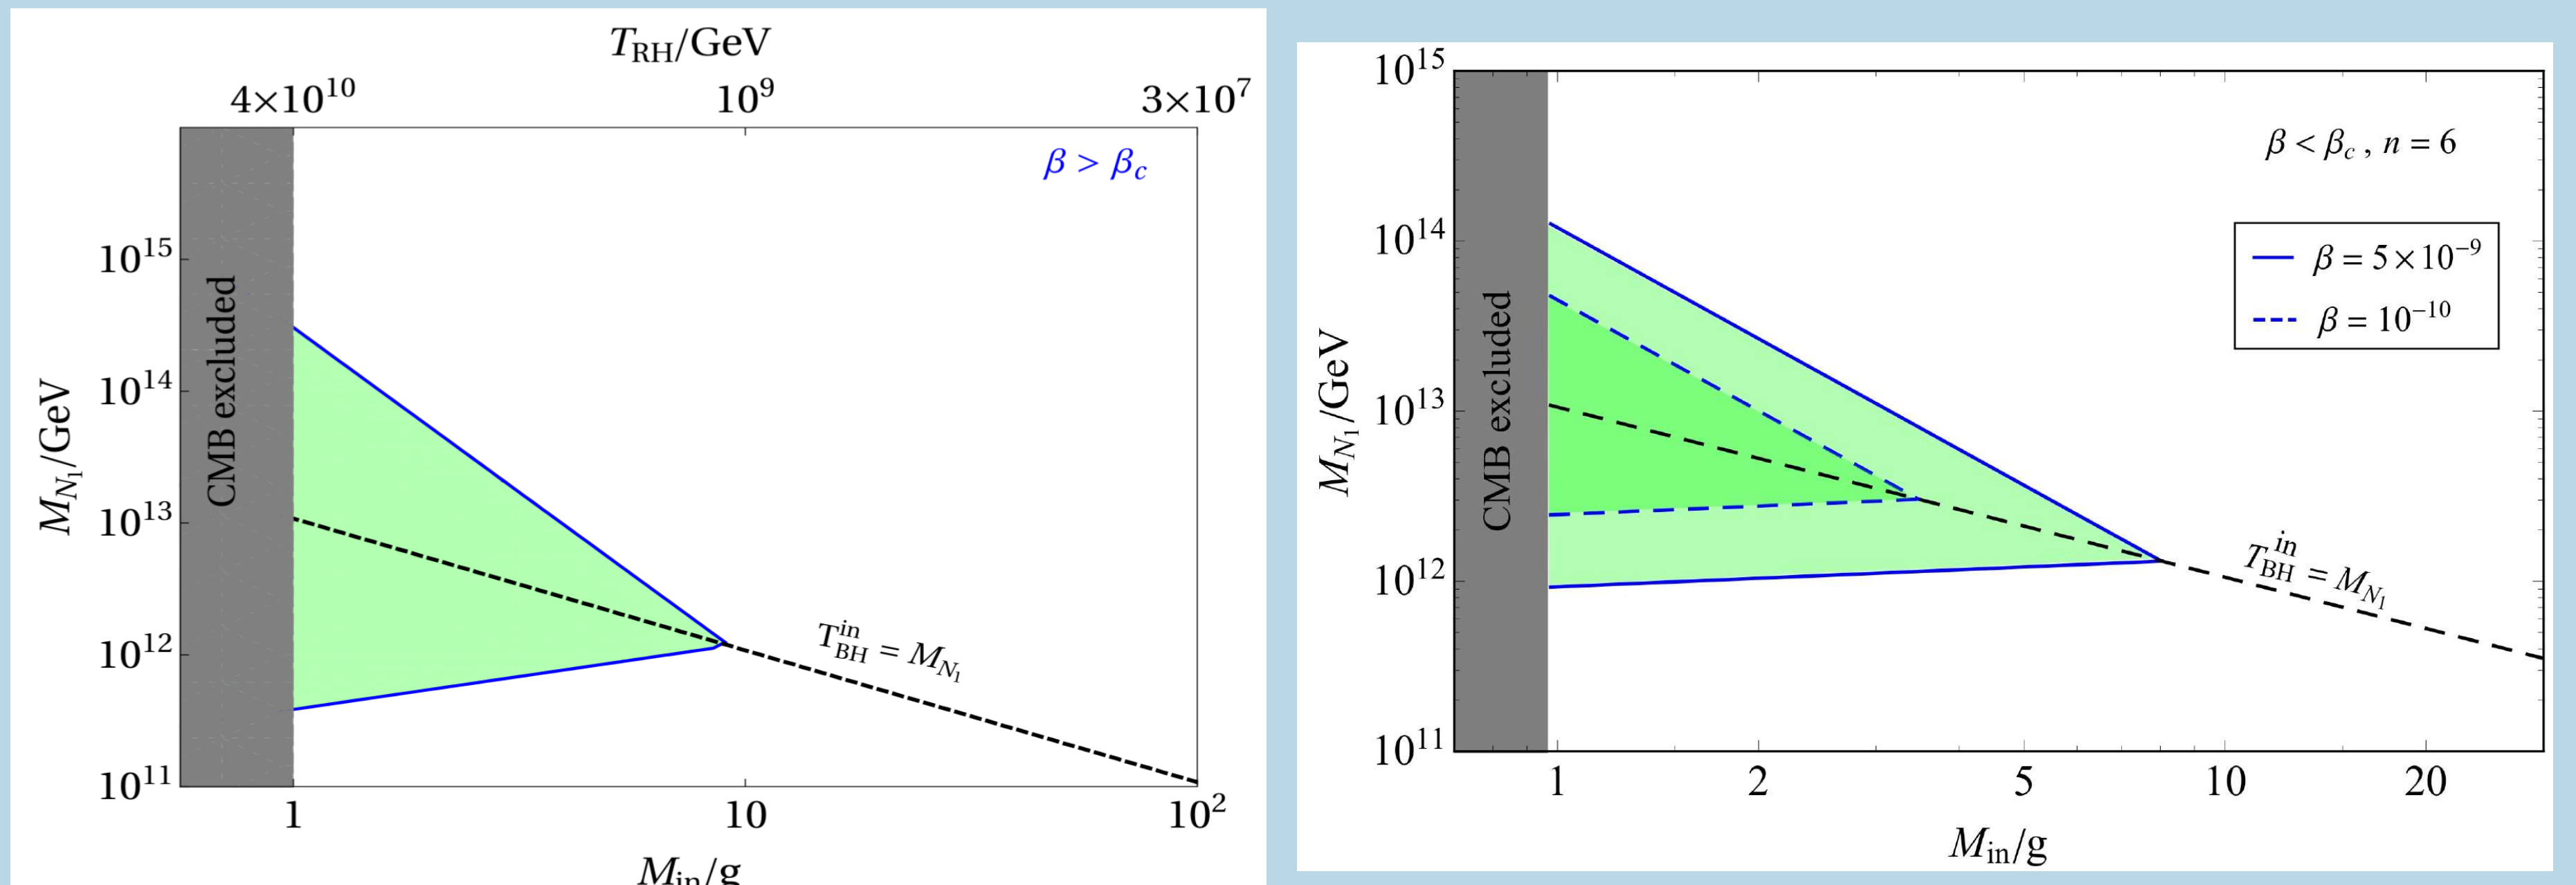 T_RH/GeV
4×10^10 10^9 3×10^7
β > β_c
10^15
10^14
10^13
10^12
10^11
M_N1/GeV
CMB excluded
T_BH^in = M_N1
1 10 10^2
M_in/g
10^15
10^14
10^13
10^12
10^11
M_N1/GeV
CMB excluded
β < β_c , n = 6
β = 5×10^−9
β = 10^−10
T_BH^in = M_N1
1 2 5 10 20
M_in/g